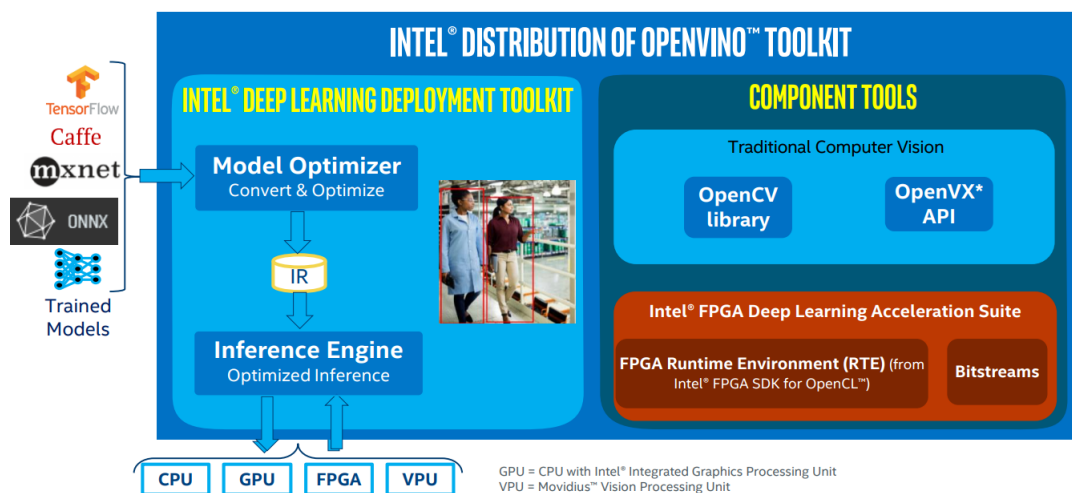 INTEL® DISTRIBUTION OF OPENVINO™ TOOLKIT
TensorFlow
Caffe
mxnet
ONNX
Trained
Models
INTEL® DEEP LEARNING DEPLOYMENT TOOLKIT
Model Optimizer
Convert & Optimize
IR
Inference Engine
Optimized Inference
COMPONENT TOOLS
Traditional Computer Vision
OpenCV
library
OpenVX*
API
Intel® FPGA Deep Learning Acceleration Suite
FPGA Runtime Environment (RTE) (from
Intel® FPGA SDK for OpenCL™)
Bitstreams
CPU
GPU
FPGA
VPU
GPU = CPU with Intel® Integrated Graphics Processing Unit
VPU = Movidius™ Vision Processing Unit